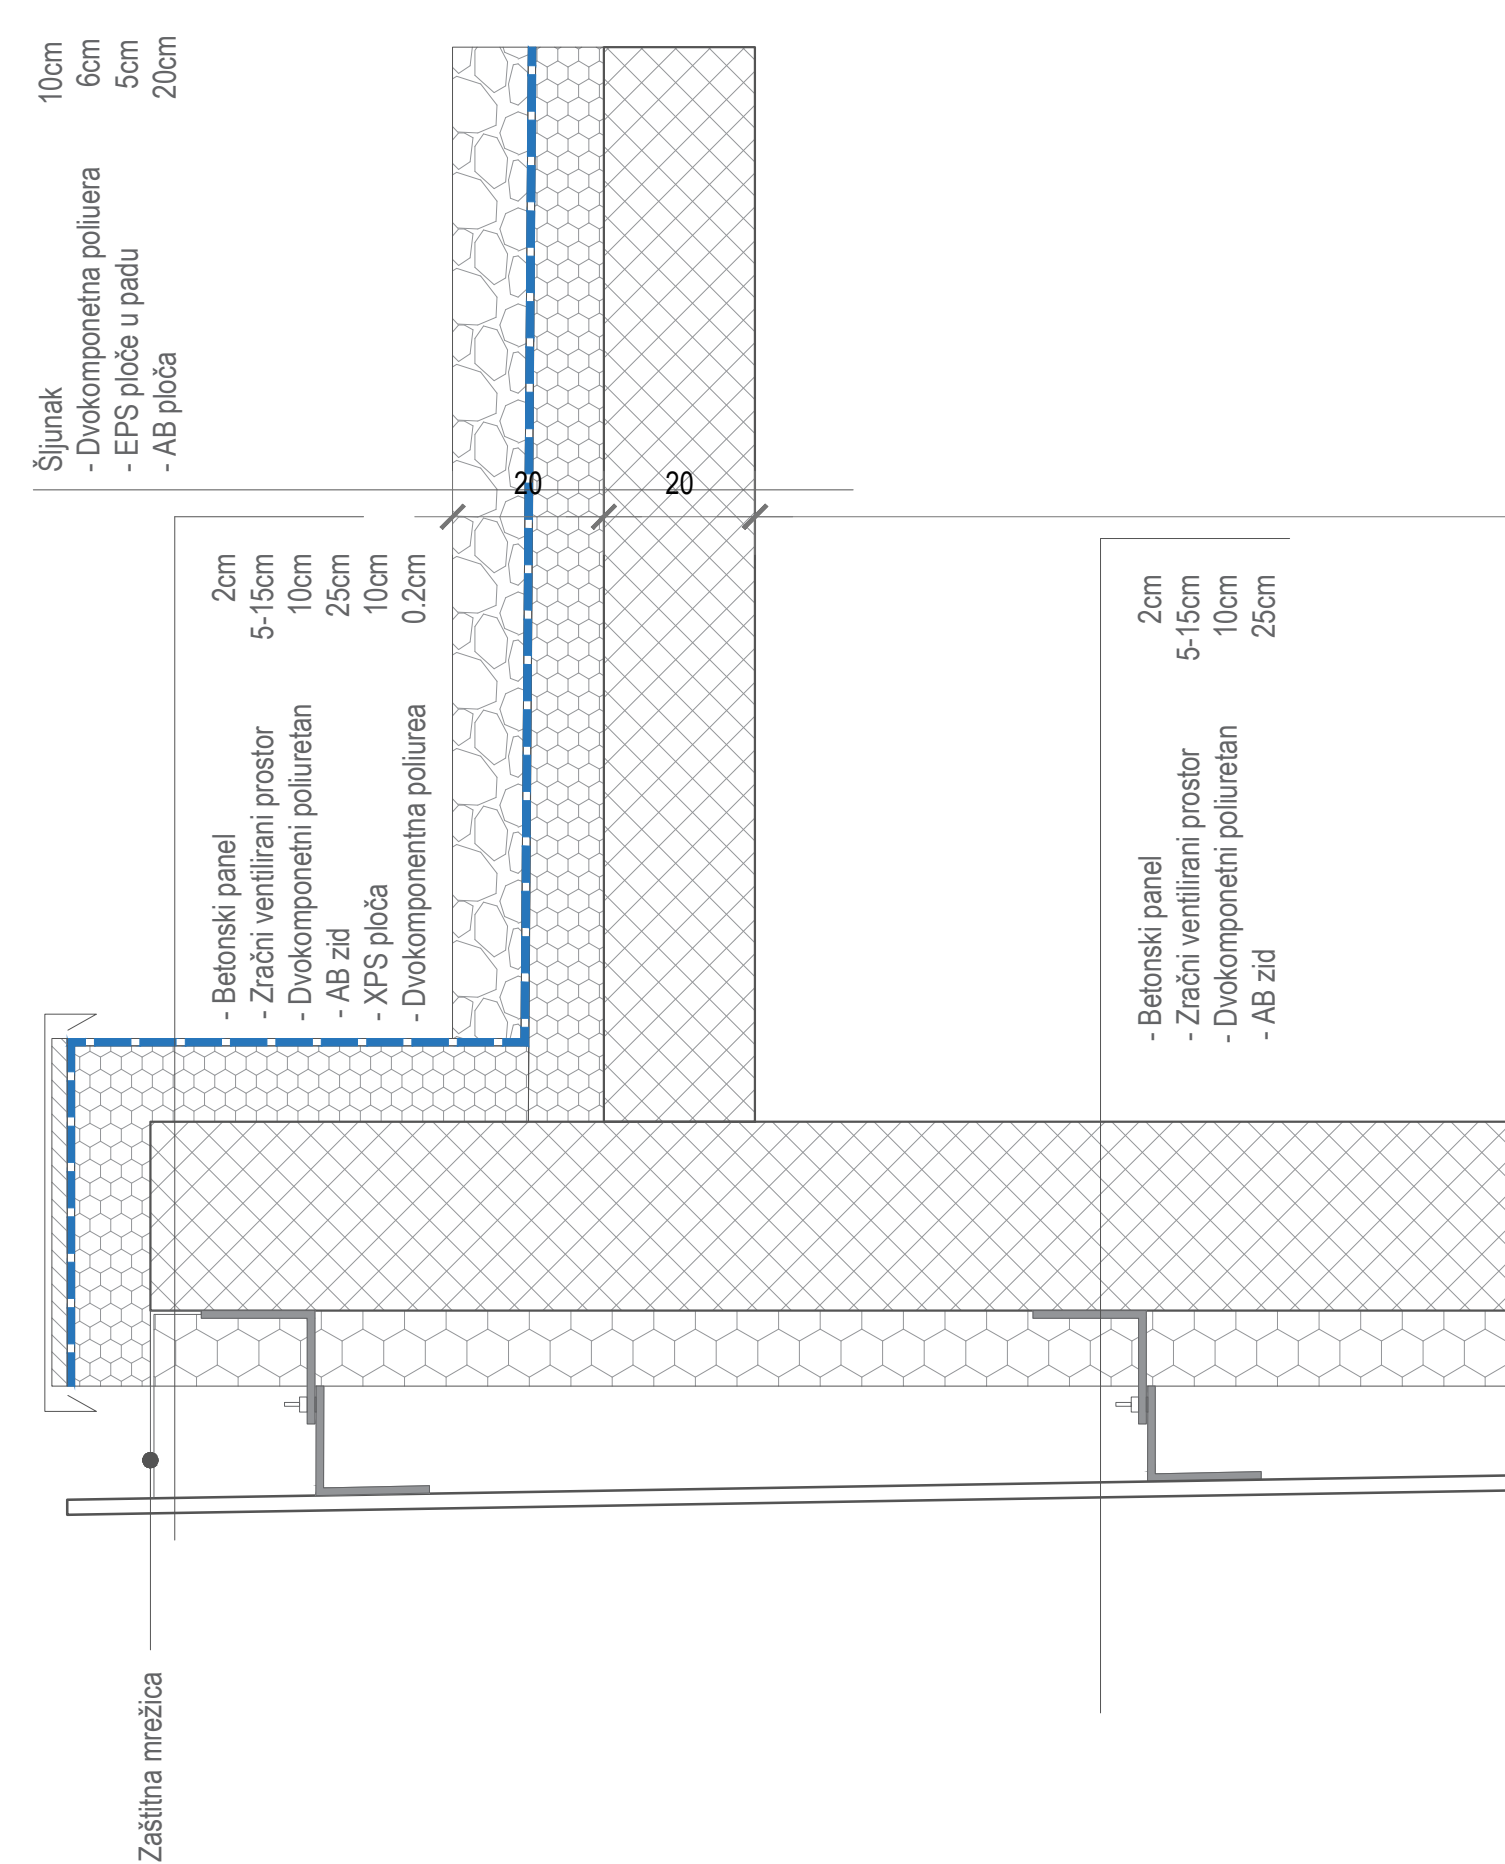 Šljunak 10cm
- Dvokomponetna poliuera 6cm
- EPS ploče u padu 5cm
- AB ploča 20cm
20
20
- Betonski panel 2cm
- Zračni ventilirani prostor 5-15cm
- Dvokomponetni poliuretan 10cm
- AB zid 25cm
- XPS ploča 10cm
- Dvokomponentna poliurea 0.2cm
- Betonski panel 2cm
- Zračni ventilirani prostor 5-15cm
- Dvokomponetni poliuretan 10cm
- AB zid 25cm
Zaštitna mrežica